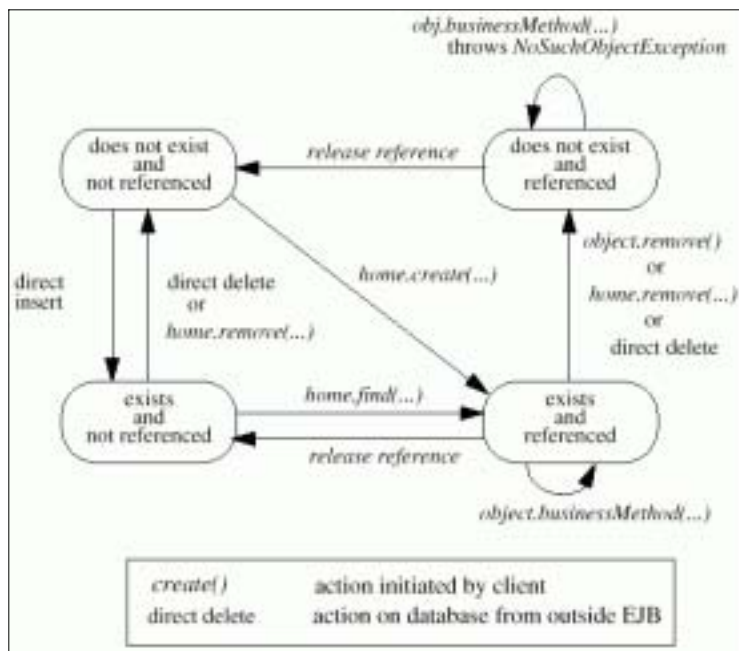 obj.businessMethod(...)
throws NoSuchObjectException
does not exist
and
not referenced
release reference
does not exist
and
referenced
direct
insert
direct delete
or
home.remove(...)
home.create(...)
object.remove()
or
home.remove(...)
or
direct delete
exists
and
not referenced
home.find(...)
release reference
exists
and
referenced
object.businessMethod(...)
create() action initiated by client
direct delete action on database from outside EJB